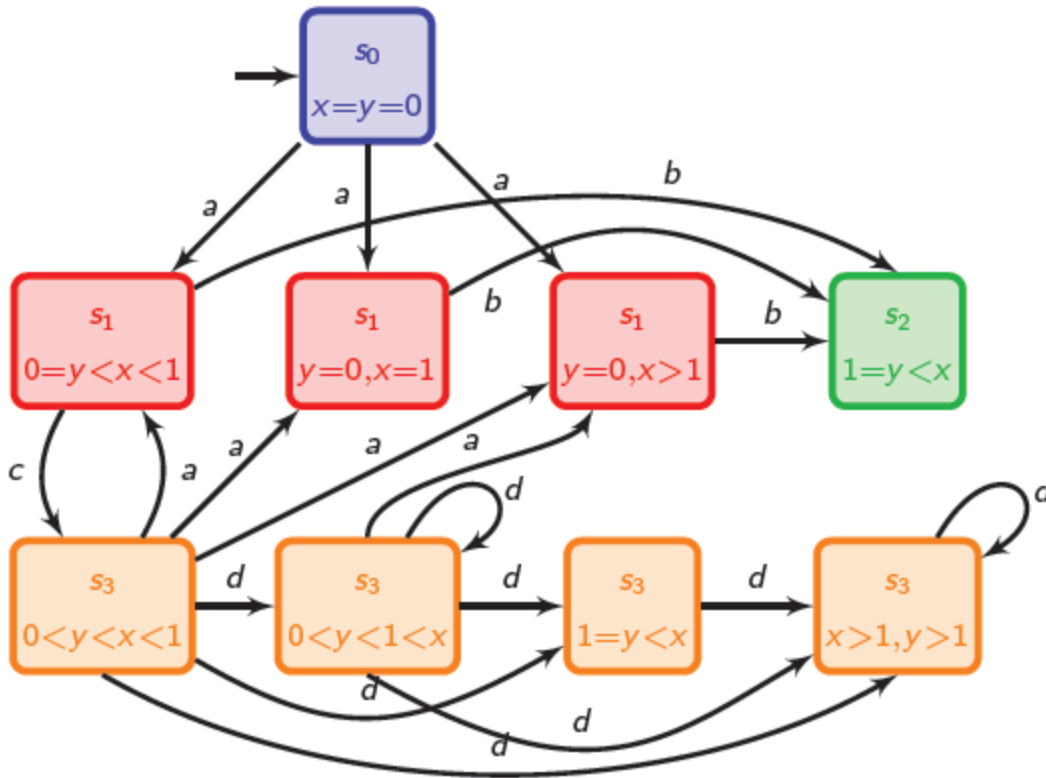 s₀
x=y=0
a
a
a
b
s₁
0=y<x<1
s₁
y=0,x=1
b
s₁
y=0,x>1
b
s₂
1=y<x
c
a
a
a
a
d
d
s₃
0<y<x<1
d
s₃
0<y<1<x
d
s₃
1=y<x
d
s₃
x>1,y>1
d
d
d